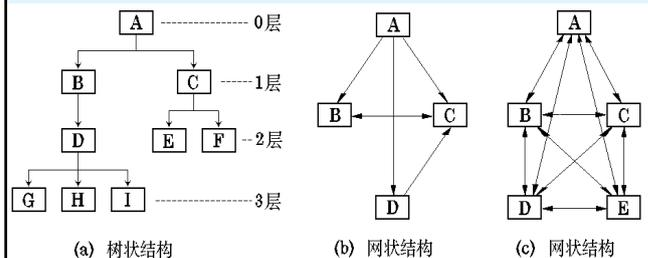 A 0层
B C 1层
D E F 2层
G H I 3层
(a) 树状结构
A
B C
D
(b) 网状结构
A
B C
D E
(c) 网状结构